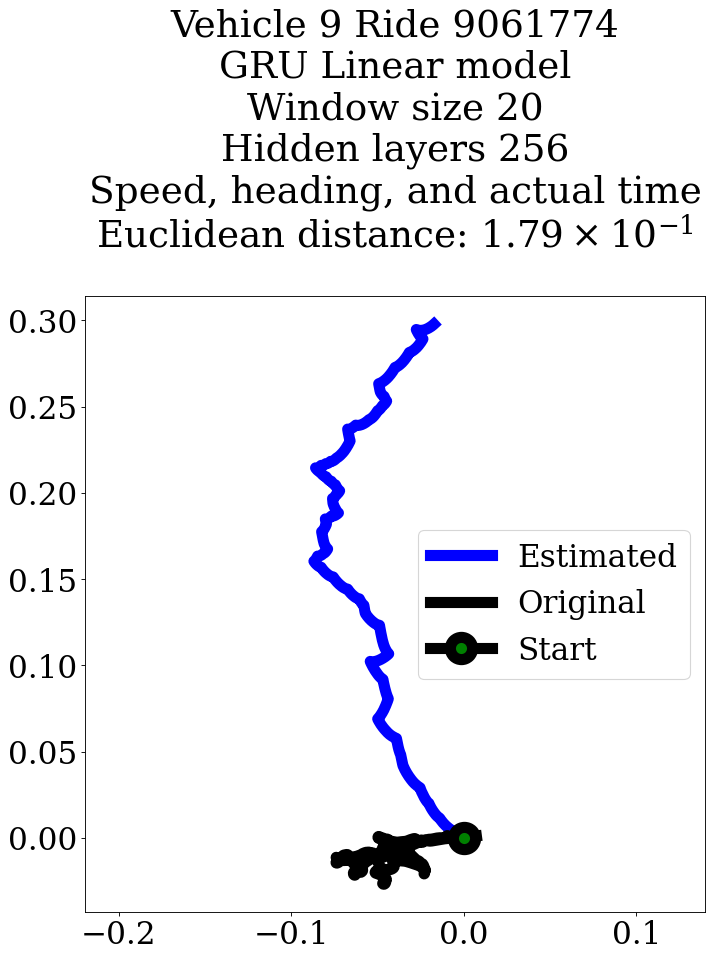 Vehicle 9 Ride 9061774
GRU Linear model
Window size 20
Hidden layers 256
Speed, heading, and actual time
Euclidean distance: 1.79 × 10⁻¹
0.30
0.25
0.20
0.15
0.10
0.05
0.00
Estimated
Original
Start
−0.2
−0.1
0.0
0.1